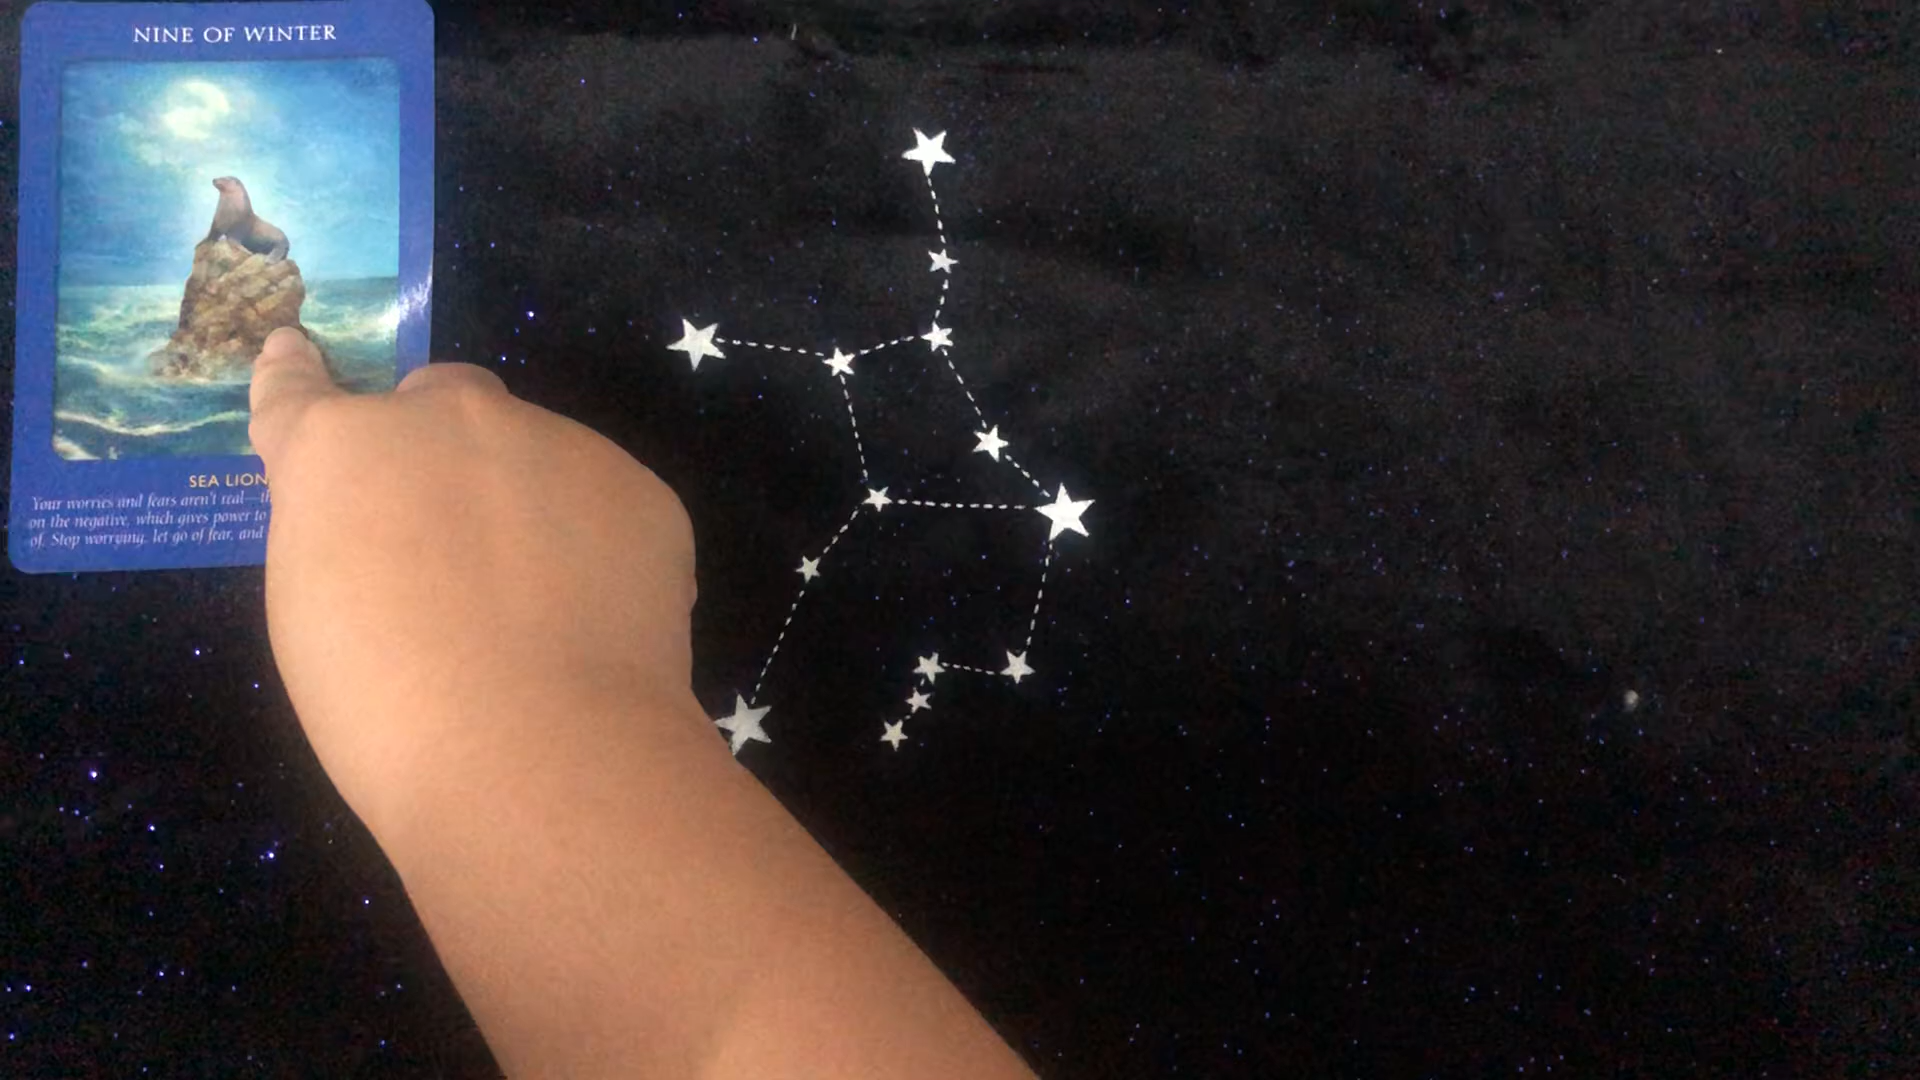 NINE OF WINTER
SEA LION
Your worries and fears aren't real—
on the negative, which gives power to
of. Stop worrying, let go of fear, and